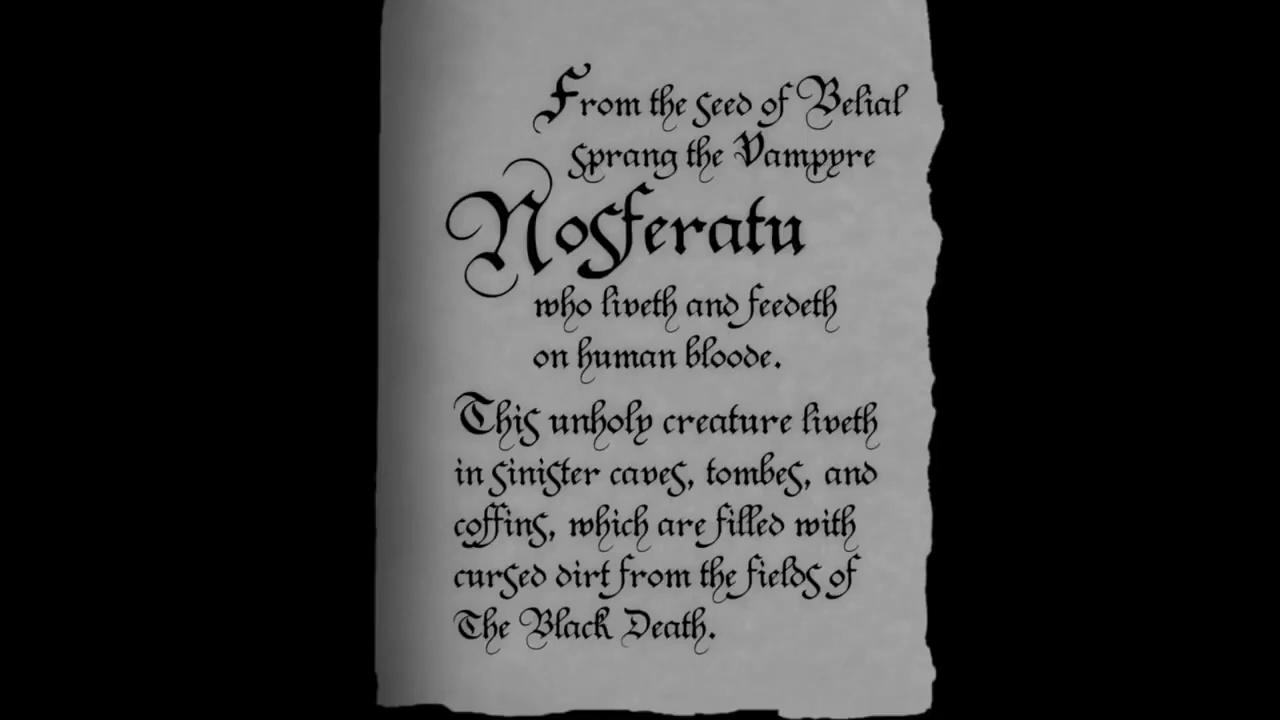 From the seed of Belial
sprang the Vampyre
Nosferatu
who liveth and feedeth
on human bloode.
This unholy creature liveth
in sinister caves, tombes, and
coffins, which are filled with
cursed dirt from the fields of
The Black Death.